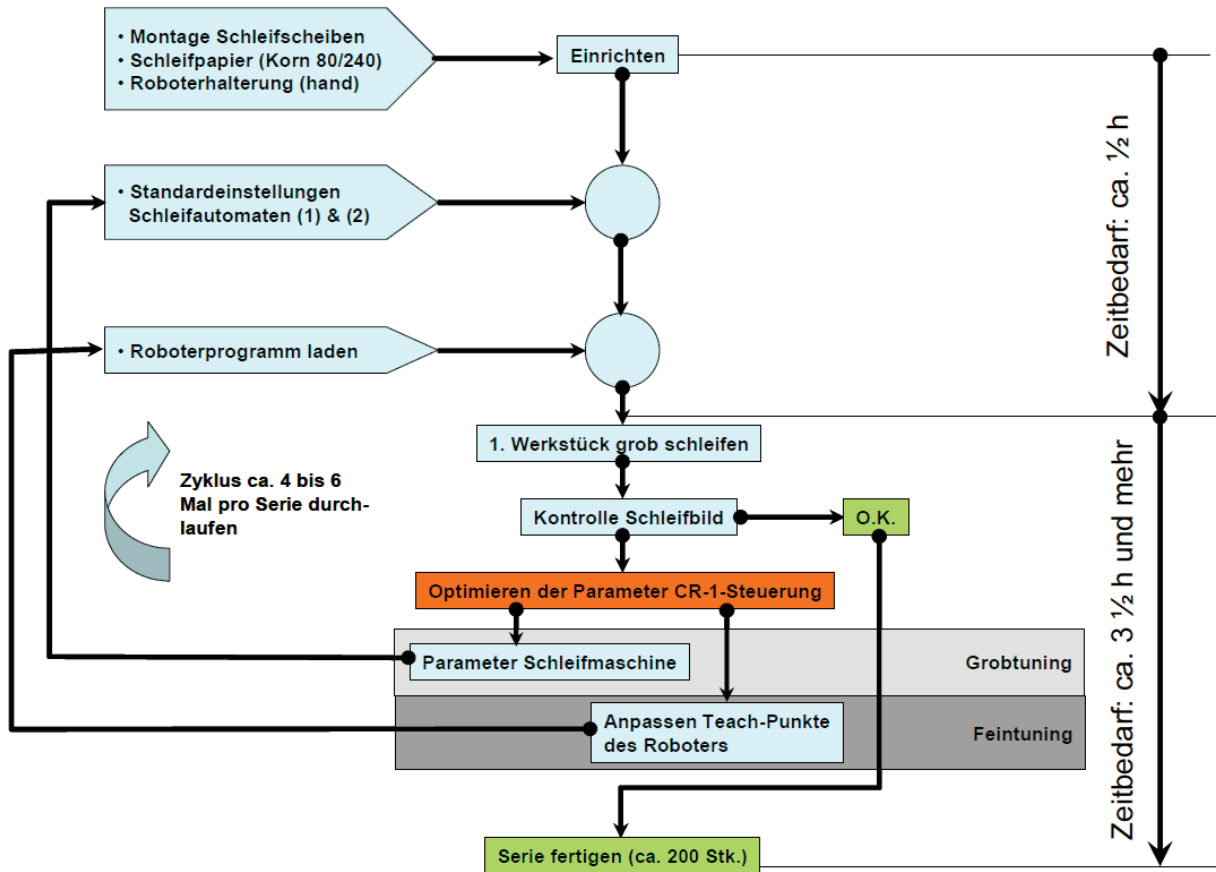 • Montage Schleifscheiben
• Schleifpapier (Korn 80/240)
• Roboterhalterung (hand)
Einrichten
• Standardeinstellungen
Schleifautomaten (1) & (2)
• Roboterprogramm laden
Zeitbedarf: ca. ½ h
1. Werkstück grob schleifen
Zyklus ca. 4 bis 6
Mal pro Serie durch-
laufen
Kontrolle Schleifbild
O.K.
Optimieren der Parameter CR-1-Steuerung
Parameter Schleifmaschine
Grobtuning
Anpassen Teach-Punkte
des Roboters
Feintuning
Zeitbedarf: ca. 3 ½ h und mehr
Serie fertigen (ca. 200 Stk.)